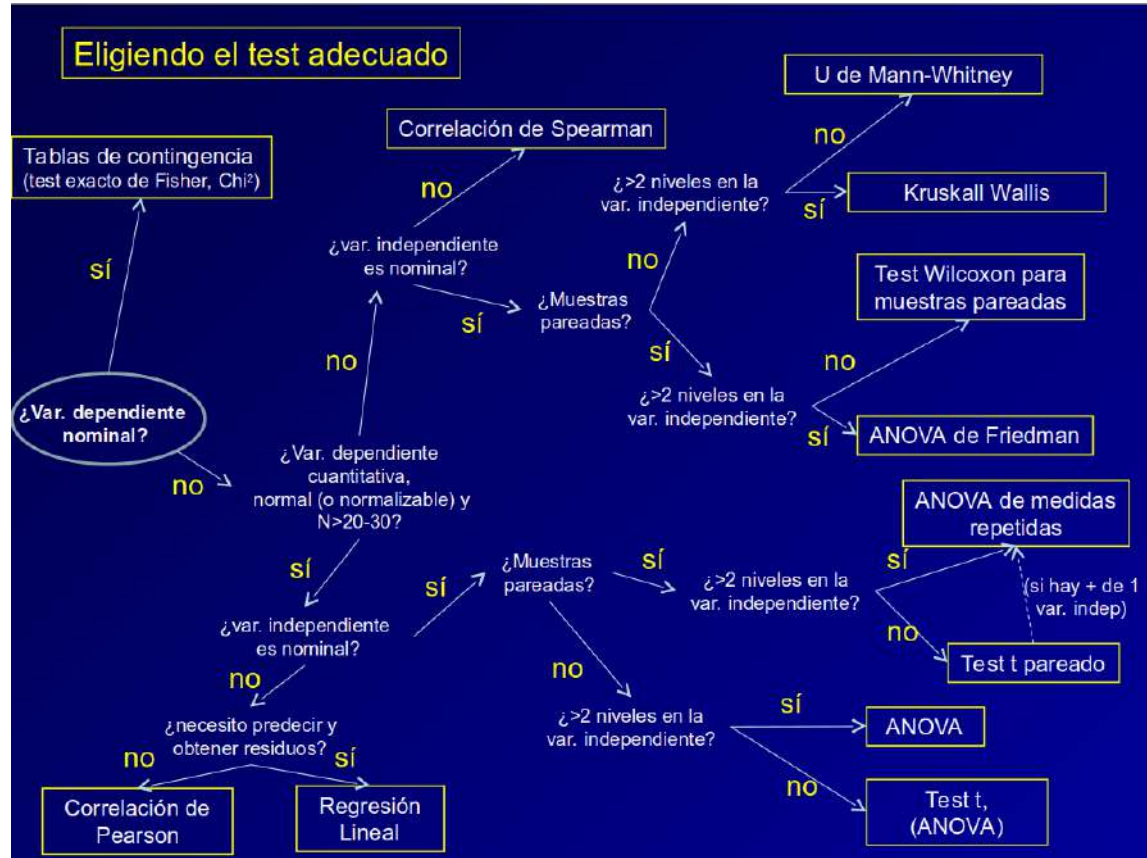 Eligiendo el test adecuado
U de Mann-Whitney
no
Correlación de Spearman
Tablas de contingencia
(test exacto de Fisher, Chi²)
no
¿>2 niveles en la
var. independiente?
sí
Kruskall Wallis
sí
¿var. independiente
es nominal?
no
sí
¿Muestras
pareadas?
Test Wilcoxon para
muestras pareadas
no
sí
no
¿>2 niveles en la
var. independiente?
sí
ANOVA de Friedman
¿Var. dependiente
nominal?
no
¿Var. dependiente
cuantitativa,
normal (o normalizable) y
N>20-30?
ANOVA de medidas
repetidas
sí
sí
¿Muestras
pareadas?
sí
¿>2 niveles en la
var. independiente?
sí
(si hay + de 1
var. indep)
no
Test t pareado
¿var. independiente
es nominal?
no
no
¿necesito predecir y
obtener residuos?
¿>2 niveles en la
var. independiente?
sí
ANOVA
no
sí
no
Correlación de
Pearson
Regresión
Lineal
Test t,
(ANOVA)